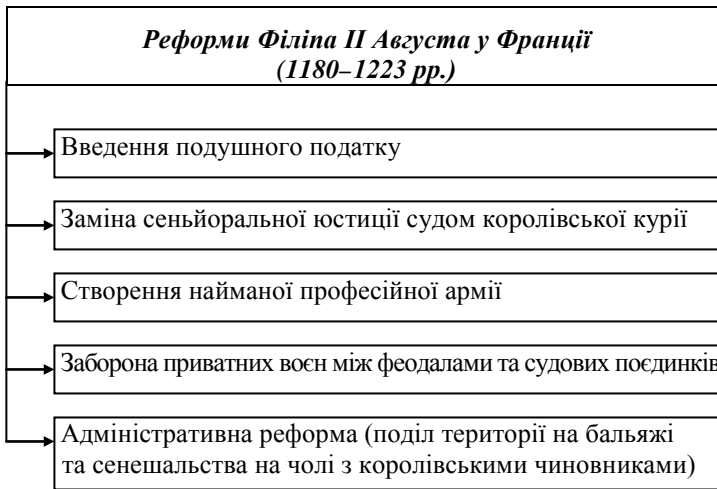 Реформи Філіпа ІІ Августа у Франції
(1180–1223 рр.)
Введення подушного податку
Заміна сеньйоральної юстиції судом королівської курії
Створення найманої професійної армії
Заборона приватних воєн між феодалами та судових поєдинків
Адміністративна реформа (поділ території на бальяжі
та сенешальства на чолі з королівськими чиновниками)